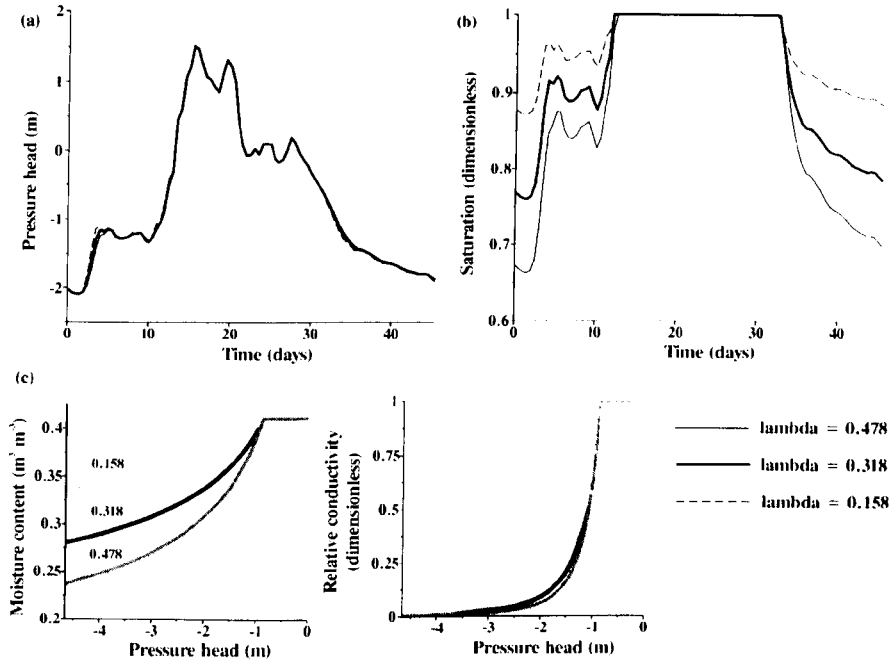 (a)
2
1
0
-1
-2
Pressure head (m)
0
10
20
30
40
Time (days)
(b)
1
0.9
0.8
0.7
0.6
Saturation (dimensionless)
0
10
20
30
40
Time (days)
(c)
0.4
0.35
0.3
0.25
0.2
Moisture content (m³ m⁻³)
0.158
0.318
0.478
-4
-3
-2
-1
0
Pressure head (m)
1
0.75
0.5
0.25
0
Relative conductivity
(dimensionless)
-4
-3
-2
-1
0
Pressure head (m)
lambda = 0.478
lambda = 0.318
lambda = 0.158